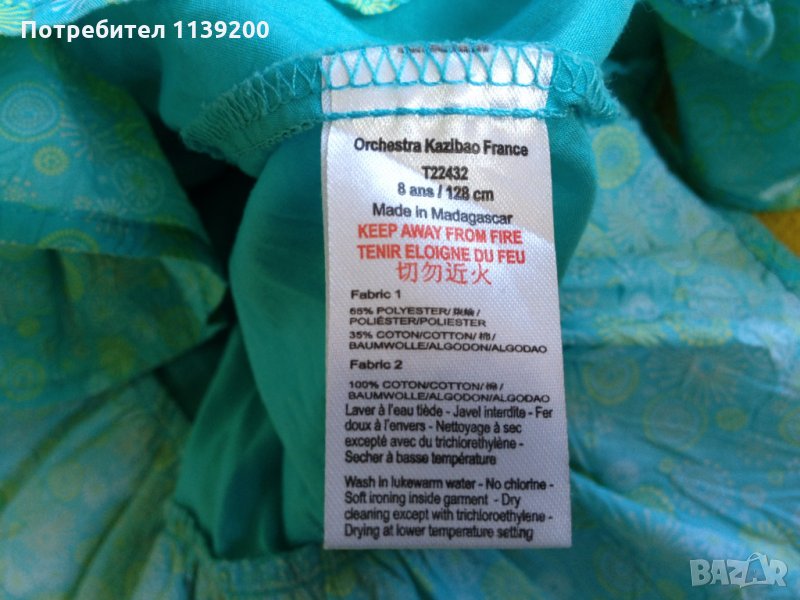 Потребител 1139200
Orchestra Kazibao France
T22432
8 ans / 128 cm
Made in Madagascar
KEEP AWAY FROM FIRE
TENIR ELOIGNE DU FEU
切勿近火
Fabric 1
65% POLYESTER/
POLIÉSTER/POLIESTER
35% COTON/COTTON/ 棉/
BAUMWOLLE/ALGODON/ALGODAO
Fabric 2
100% COTON/COTTON/ 棉 /
BAUMWOLLE/ALGODON/ALGODAO
Laver à l'eau tiède - Javel interdite - Fer
doux à l'envers - Nettoyage à sec
excepté avec du trichlorethylène -
Secher à basse température
Wash in lukewarm water - No chlorine -
Soft ironing inside garment - Dry
cleaning except with trichloroethylene -
Drying at lower temperature setting
BAZAR